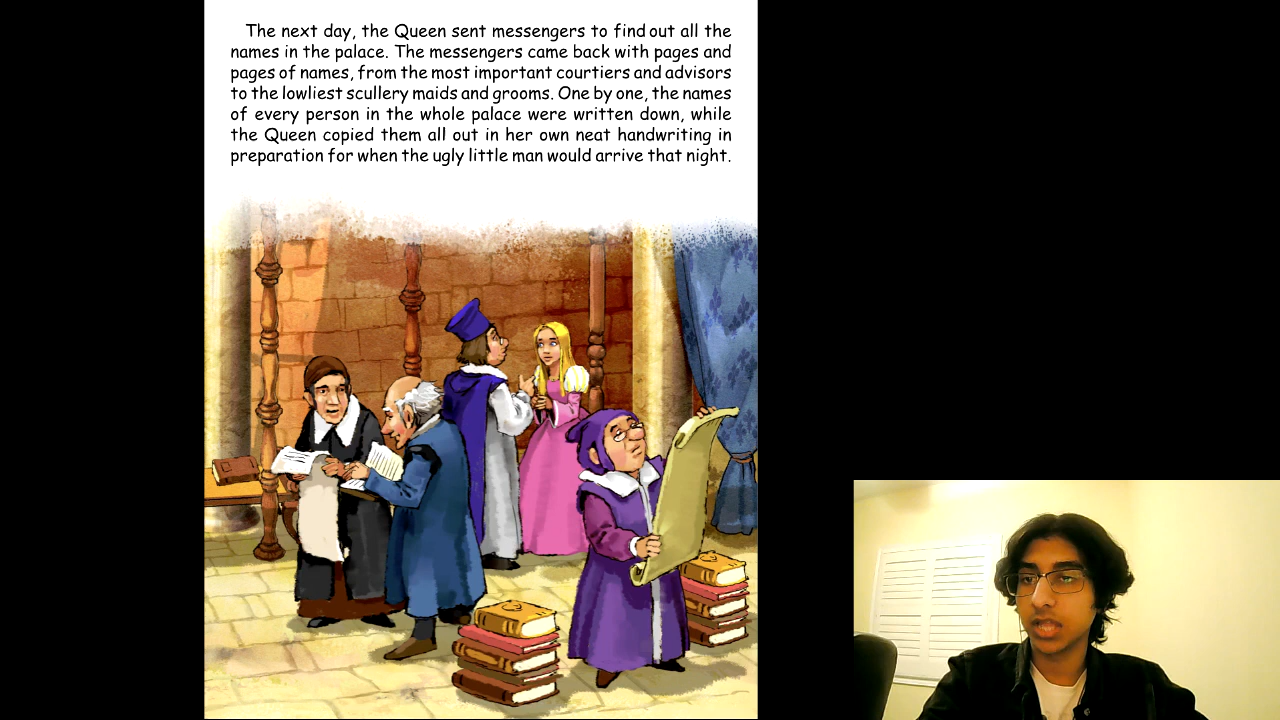 The next day, the Queen sent messengers to find out all the
names in the palace. The messengers came back with pages and
pages of names, from the most important courtiers and advisors
to the lowliest scullery maids and grooms. One by one, the names
of every person in the whole palace were written down, while
the Queen copied them all out in her own neat handwriting in
preparation for when the ugly little man would arrive that night.